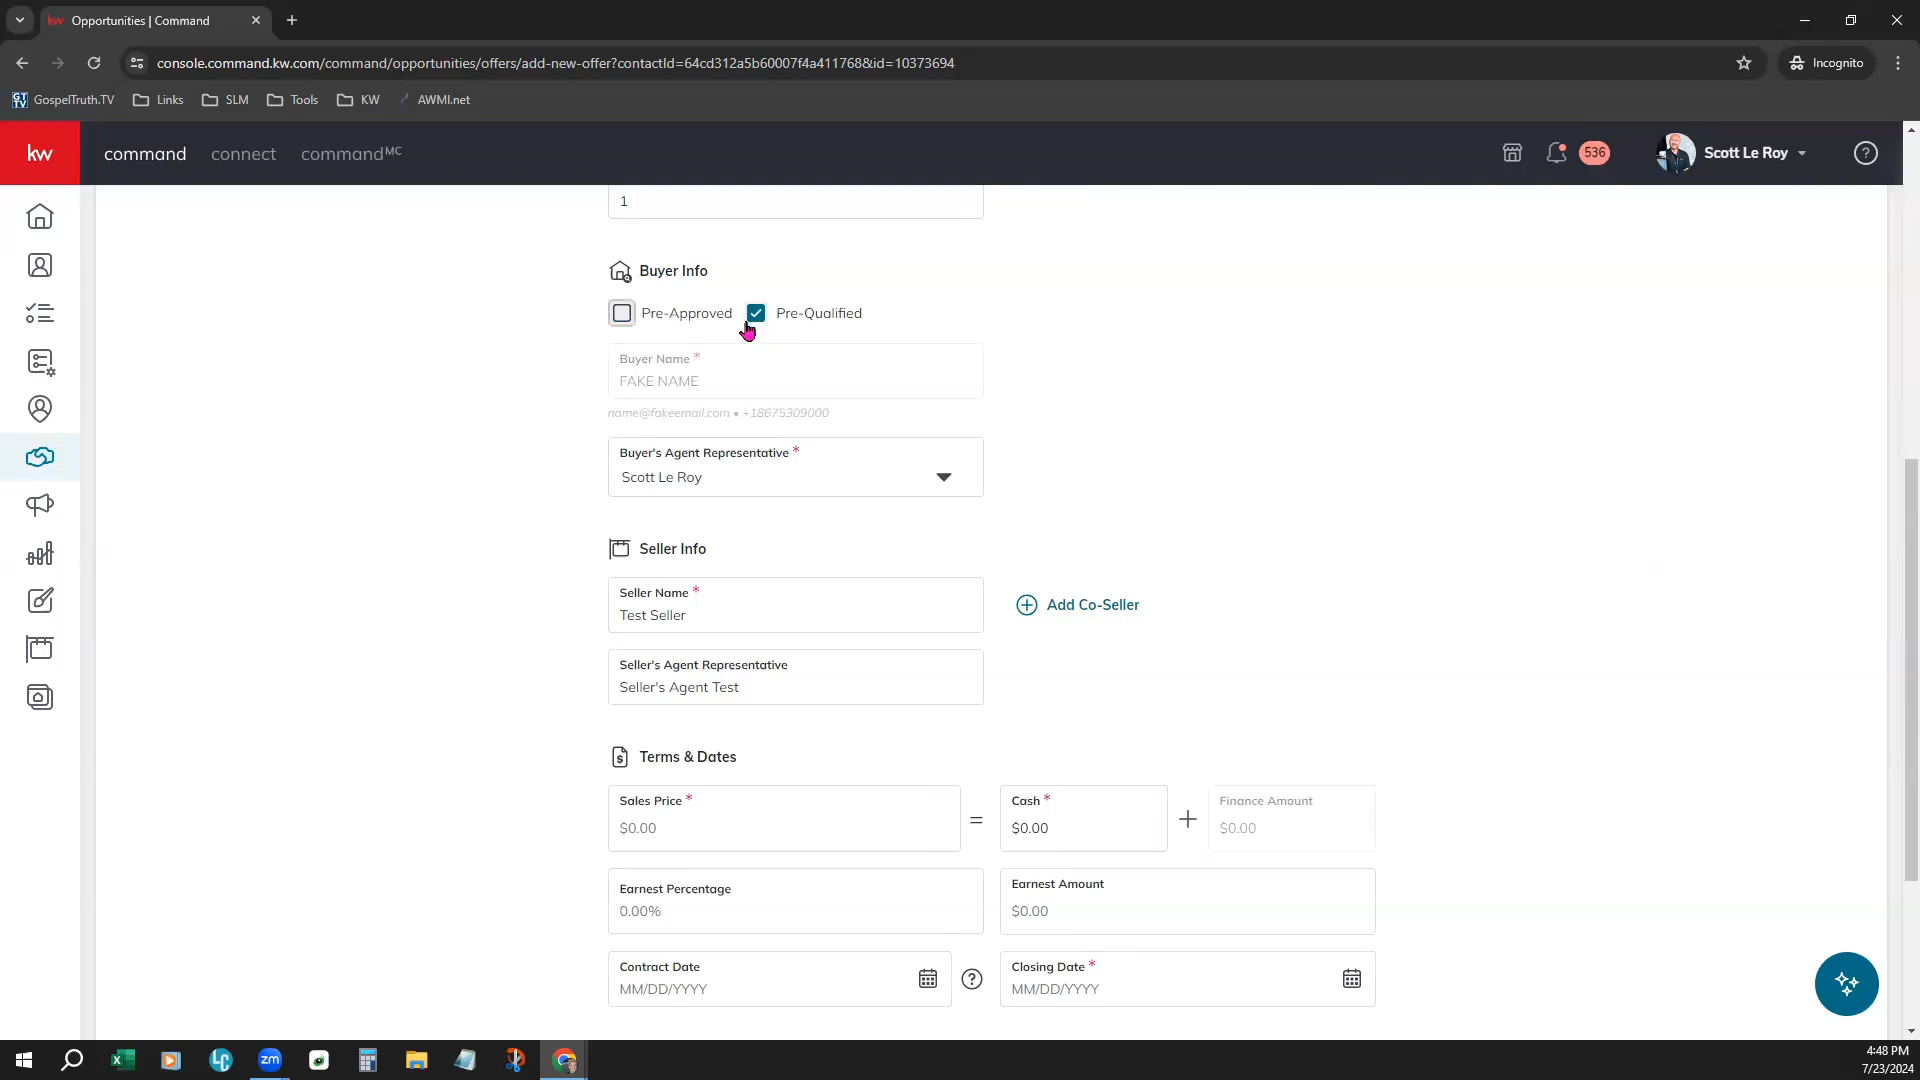 kw Opportunities | Command
console.command.kw.com/command/opportunities/offers/add-new-offer?contactId=64cd312a5b60007f4a411768&id=10373694
Incognito
GT TV GospelTruth.TV Links SLM Tools KW AWMI.net
kw command connect commandMC 536 Scott Le Roy ?
1
Buyer Info
Pre-Approved Pre-Qualified
Buyer Name *
FAKE NAME
name@fakeemail.com • +18675309000
Buyer's Agent Representative *
Scott Le Roy
Seller Info
Seller Name *
Test Seller
Add Co-Seller
Seller's Agent Representative
Seller's Agent Test
$ Terms & Dates
Sales Price * Cash * Finance Amount
$0.00 = $0.00 + $0.00
Earnest Percentage Earnest Amount
0.00% $0.00
Contract Date Closing Date *
MM/DD/YYYY ? MM/DD/YYYY
LC zm
4:48 PM
7/23/2024